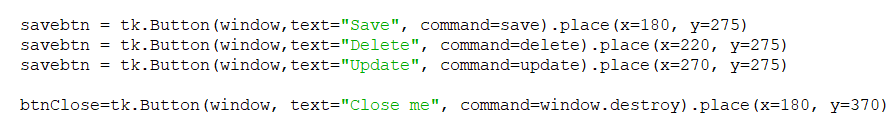 savebtn = tk.Button(window,text="Save", command=save).place(x=180, y=275)
savebtn = tk.Button(window,text="Delete", command=delete).place(x=220, y=275)
savebtn = tk.Button(window,text="Update", command=update).place(x=270, y=275)
btnClose=tk.Button(window, text="Close me", command=window.destroy).place(x=180, y=370)